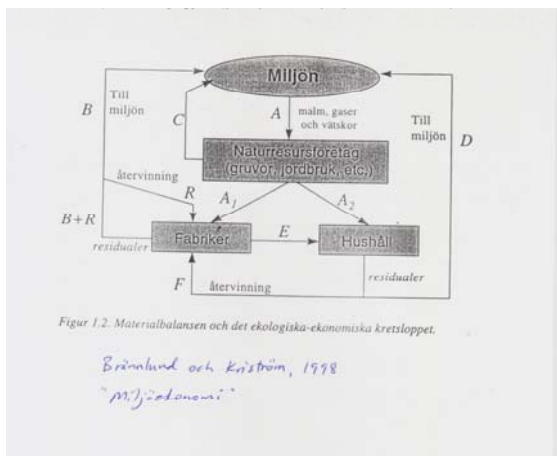 Miljön
B
Till
miljön
C
A
malm, gaser
och vätskor
Till
miljön
D
Naturresursföretag
(gruvor, jordbruk, etc,)
återvinning
R
A1
A2
B+R
residualer
Fabriker
E
Hushåll
residualer
F
återvinning
Figur 1.2. Materialbalansen och det ekologiska-ekonomiska kretsloppet.
Brännlund och Kriström, 1998
"Miljöekonomi"